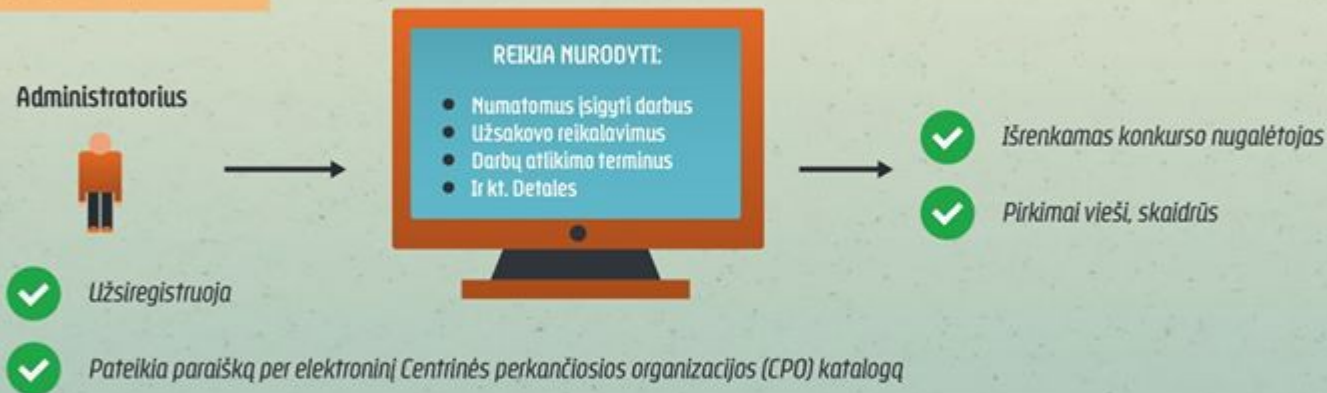 Administratorius
Užsiregistruoja
Pateikia paraišką per elektroninį Centrinės perkančiosios organizacijos (CPO) katalogą
REIKIA NURODYTI:
Numatomus įsigyti darbus
Užsakovo reikalavimus
Darbų atlikimo terminus
Ir kt. Detales
Išrenkamas konkurso nugalėtojas
Pirkimai vieši, skaidrūs